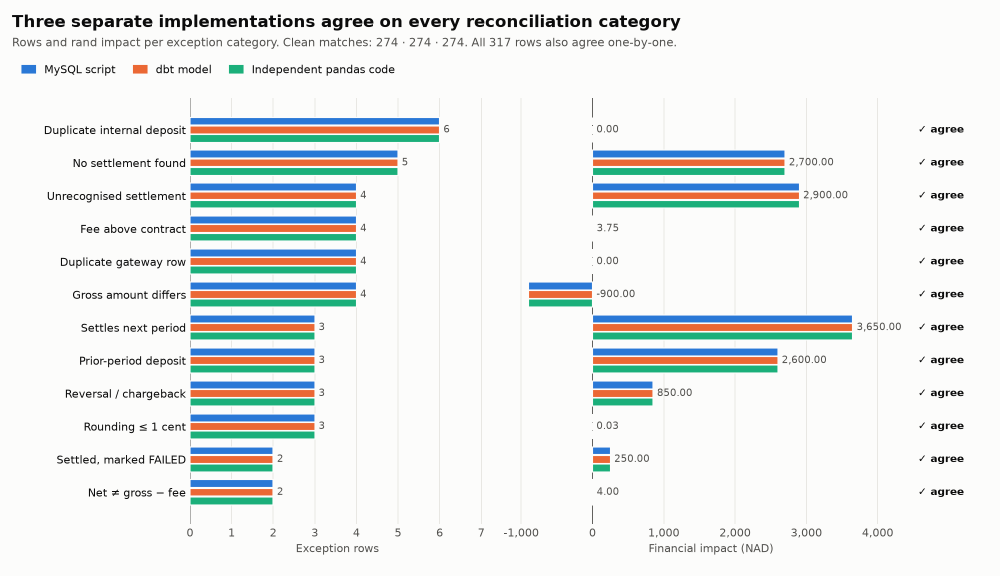 Three separate implementations agree on every reconciliation category
Rows and rand impact per exception category. Clean matches: 274 · 274 · 274. All 317 rows also agree one-by-one.
MySQL script dbt model Independent pandas code
Duplicate internal deposit 6 0.00 ✓ agree
No settlement found 5 2,700.00 ✓ agree
Unrecognised settlement 4 2,900.00 ✓ agree
Fee above contract 4 3.75 ✓ agree
Duplicate gateway row 4 0.00 ✓ agree
Gross amount differs 4 -900.00 ✓ agree
Settles next period 3 3,650.00 ✓ agree
Prior-period deposit 3 2,600.00 ✓ agree
Reversal / chargeback 3 850.00 ✓ agree
Rounding ≤ 1 cent 3 0.03 ✓ agree
Settled, marked FAILED 2 250.00 ✓ agree
Net ≠ gross − fee 2 4.00 ✓ agree
0 1 2 3 4 5 6 7 -1,000 0 1,000 2,000 3,000 4,000
Exception rows Financial impact (NAD)